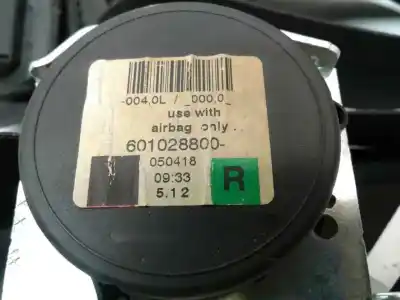 -004,0L / _000,0_
use with
airbag only..
601028800-
050418
09:33
R
5.12